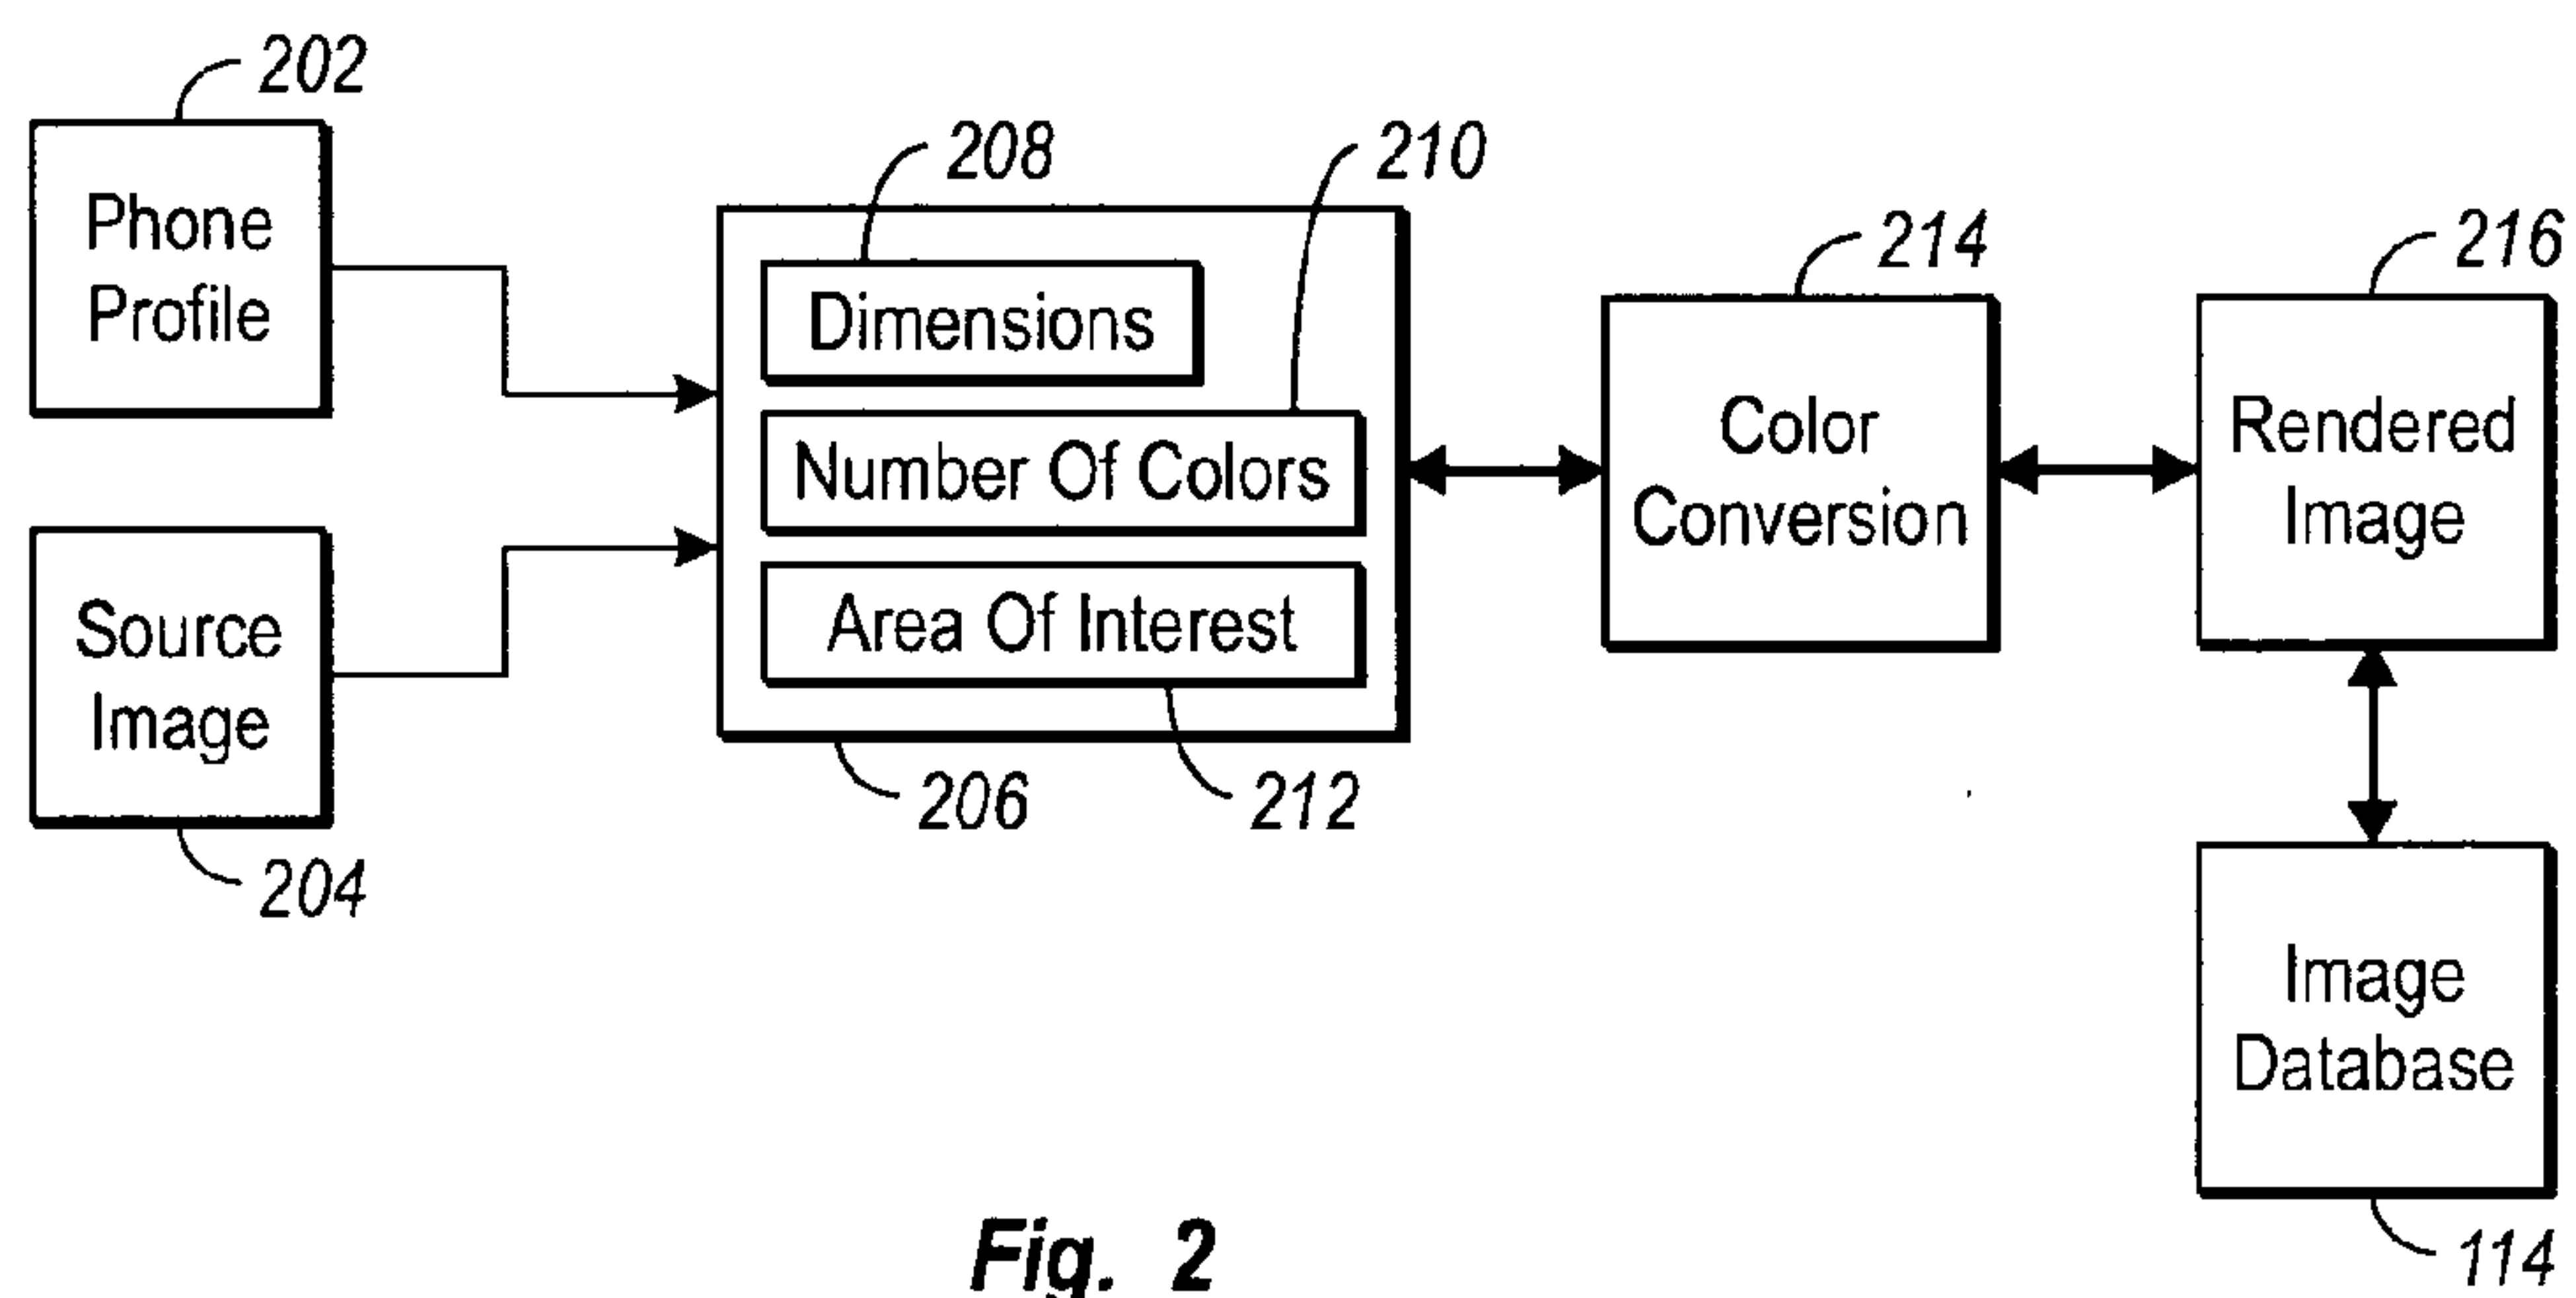 202
Phone
Profile
208
210
Dimensions
Number Of Colors
Area Of Interest
206
212
Source
Image
204
214
Color
Conversion
216
Rendered
Image
Image
Database
114
Fig. 2